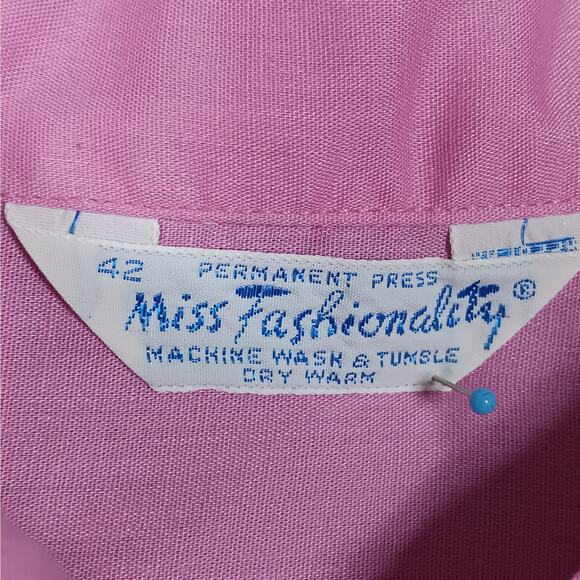 42 PERMANENT PRESS
Miss Fashionality®
MACHINE WASH & TUMBLE
DRY WARM